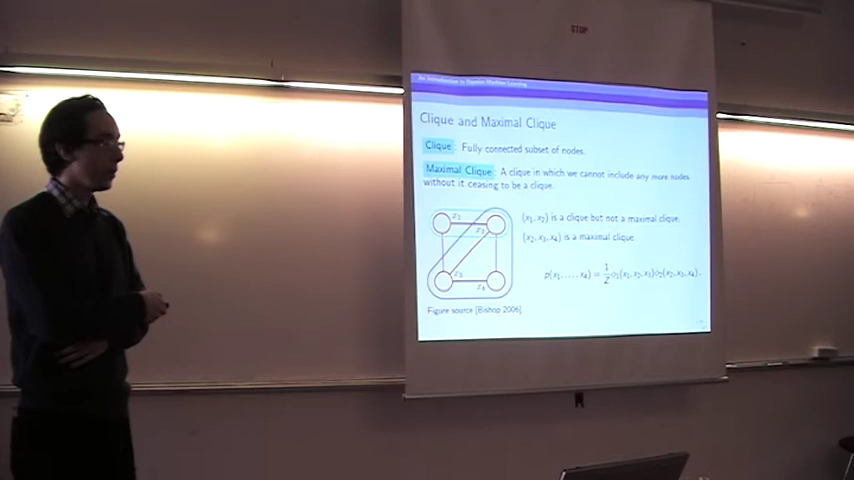 STOP
An Introduction to Bayesian Machine Learning
Clique and Maximal Clique
Clique : Fully connected subset of nodes.
Maximal Clique : A clique in which we cannot include any more nodes
without it ceasing to be a clique.
x₁
x₂
x₃
x₄
(x₁, x₂) is a clique but not a maximal clique.
(x₂, x₃, x₄) is a maximal clique.
p(x₁, . . . , x₄) = 1/Z ϕ₁(x₁, x₂, x₃)ϕ₂(x₂, x₃, x₄) .
Figure source [Bishop 2006]